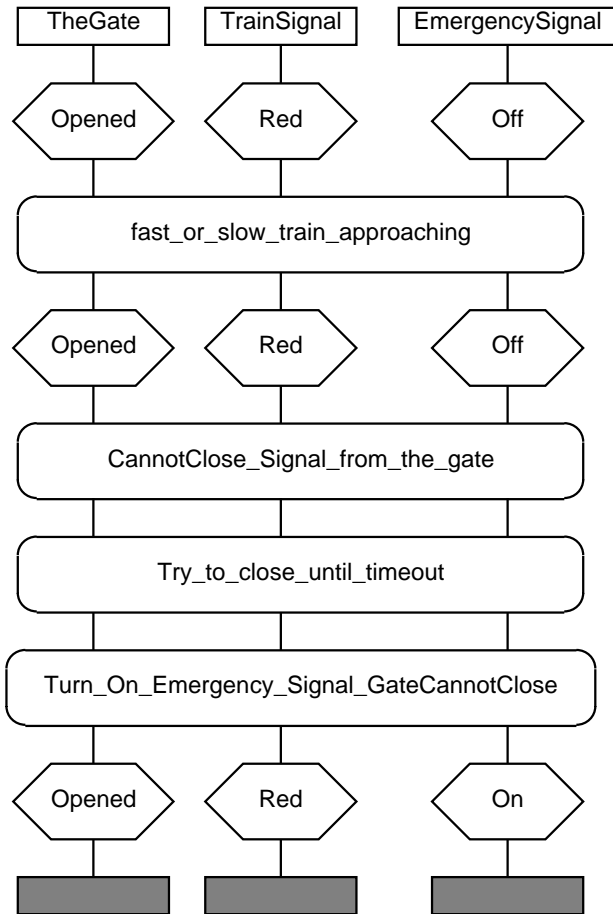 TheGate
TrainSignal
EmergencySignal
Opened
Red
Off
fast_or_slow_train_approaching
Opened
Red
Off
CannotClose_Signal_from_the_gate
Try_to_close_until_timeout
Turn_On_Emergency_Signal_GateCannotClose
Opened
Red
On